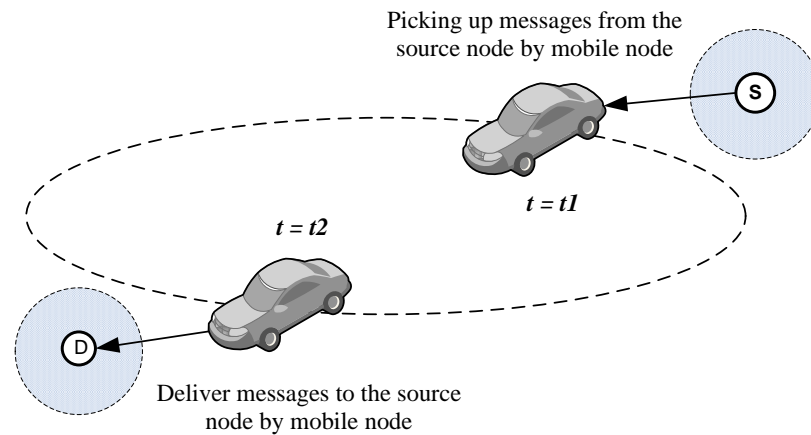 Picking up messages from the
source node by mobile node
S
t = t1
t = t2
D
Deliver messages to the source
node by mobile node